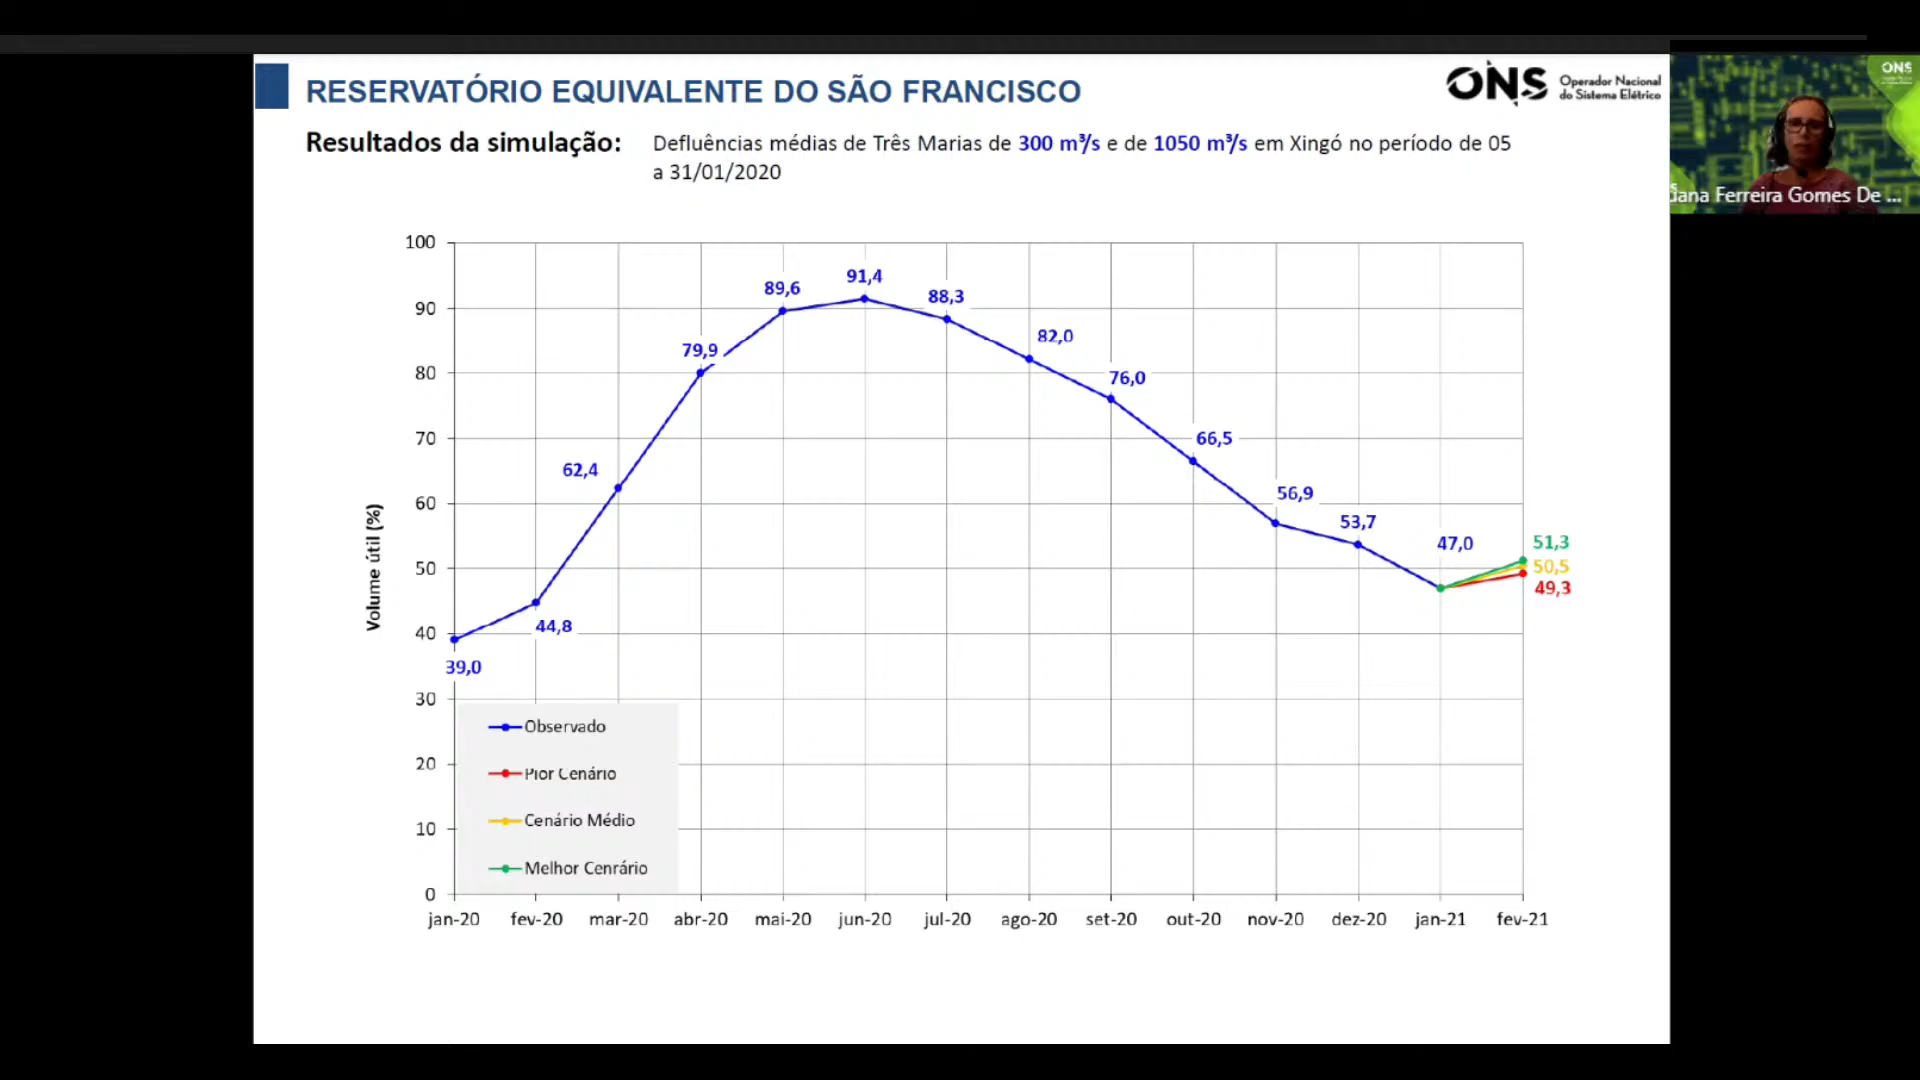 RESERVATÓRIO EQUIVALENTE DO SÃO FRANCISCO
ONS Operador Nacional
do Sistema Elétrico
ONS
Resultados da simulação:
Defluências médias de Três Marias de 300 m³/s e de 1050 m³/s em Xingó no período de 05
a 31/01/2020
Ferreira Gomes De ...
100
90
80
70
60
50
40
30
20
10
0
Volume útil (%)
39,0
44,8
62,4
79,9
89,6
91,4
88,3
82,0
76,0
66,5
56,9
53,7
47,0
51,3
50,5
49,3
Observado
Pior Cenário
Cenário Médio
Melhor Cenrário
jan-20 fev-20 mar-20 abr-20 mai-20 jun-20 jul-20 ago-20 set-20 out-20 nov-20 dez-20 jan-21 fev-21